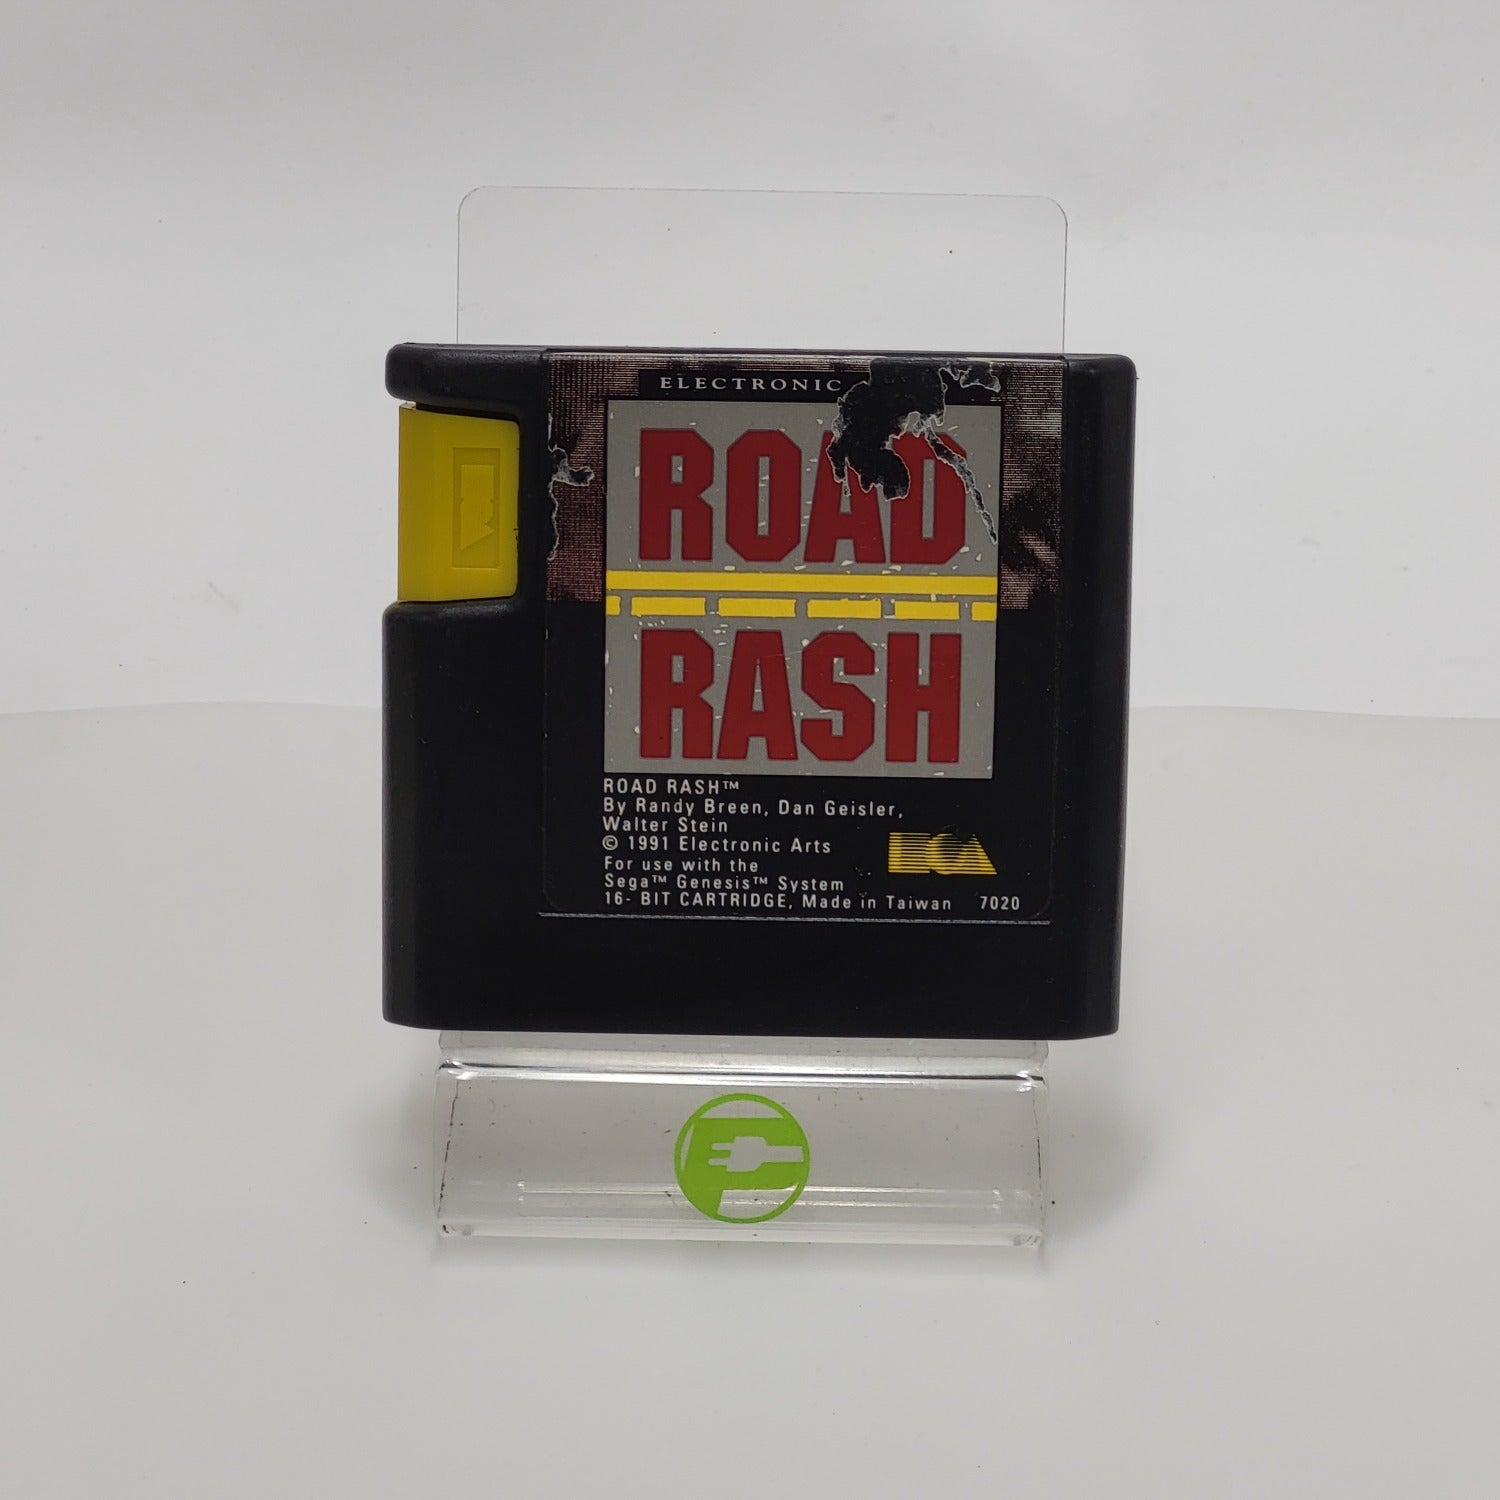 ELECTRONIC
ROAD
RASH
ROAD RASH™
By Randy Breen, Dan Geisler,
Walter Stein
© 1991 Electronic Arts
For use with the
Sega™ Genesis™ System
16- BIT CARTRIDGE, Made in Taiwan 7020